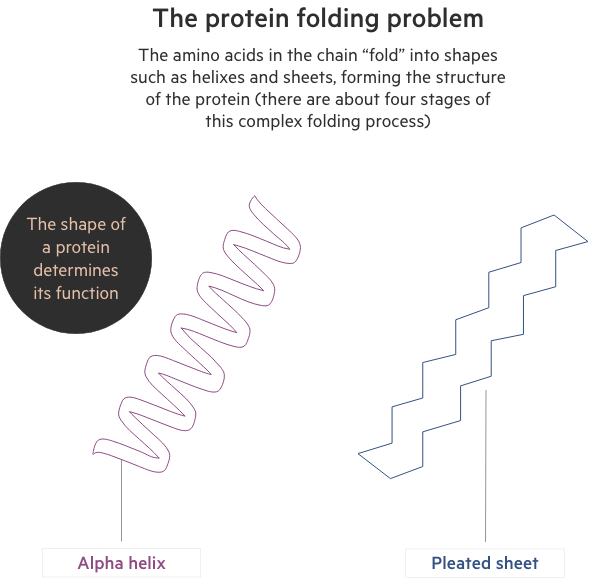 The protein folding problem
The amino acids in the chain “fold” into shapes
such as helixes and sheets, forming the structure
of the protein (there are about four stages of
this complex folding process)
The shape of
a protein
determines
its function
Alpha helix
Pleated sheet